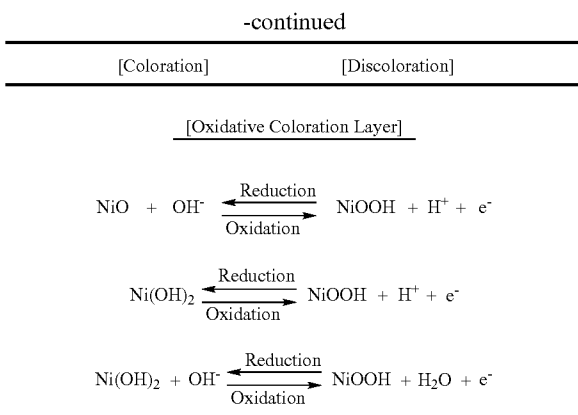 -continued
[Coloration] [Discoloration]
[Oxidative Coloration Layer]
Reduction
NiO + OH⁻ NiOOH + H⁺ + e⁻
Oxidation
Reduction
Ni(OH)₂ NiOOH + H⁺ + e⁻
Oxidation
Reduction
Ni(OH)₂ + OH⁻ NiOOH + H₂O + e⁻
Oxidation